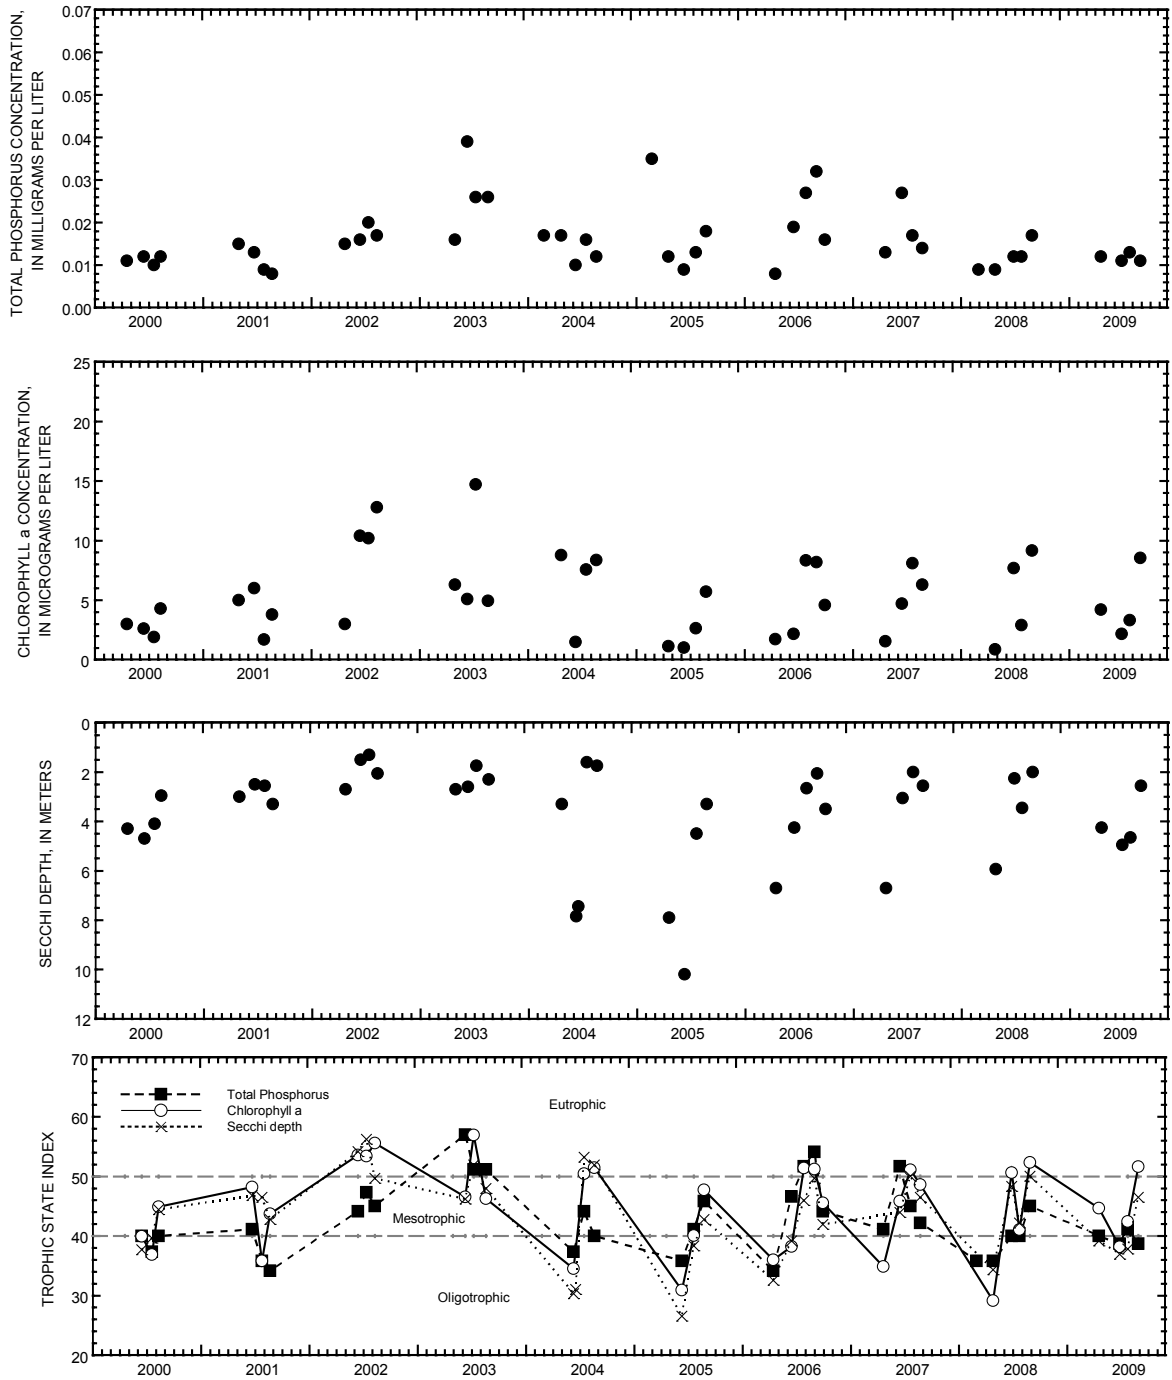 TOTAL PHOSPHORUS CONCENTRATION,
IN MILLIGRAMS PER LITER
0.07
0.06
0.05
0.04
0.03
0.02
0.01
0.00
2000 2001 2002 2003 2004 2005 2006 2007 2008 2009
CHLOROPHYLL a CONCENTRATION,
IN MICROGRAMS PER LITER
25
20
15
10
5
0
2000 2001 2002 2003 2004 2005 2006 2007 2008 2009
SECCHI DEPTH, IN METERS
0
2
4
6
8
10
12
2000 2001 2002 2003 2004 2005 2006 2007 2008 2009
TROPHIC STATE INDEX
70
60
50
40
30
20
Total Phosphorus
Chlorophyll a
Secchi depth
Eutrophic
Mesotrophic
Oligotrophic
2000 2001 2002 2003 2004 2005 2006 2007 2008 2009